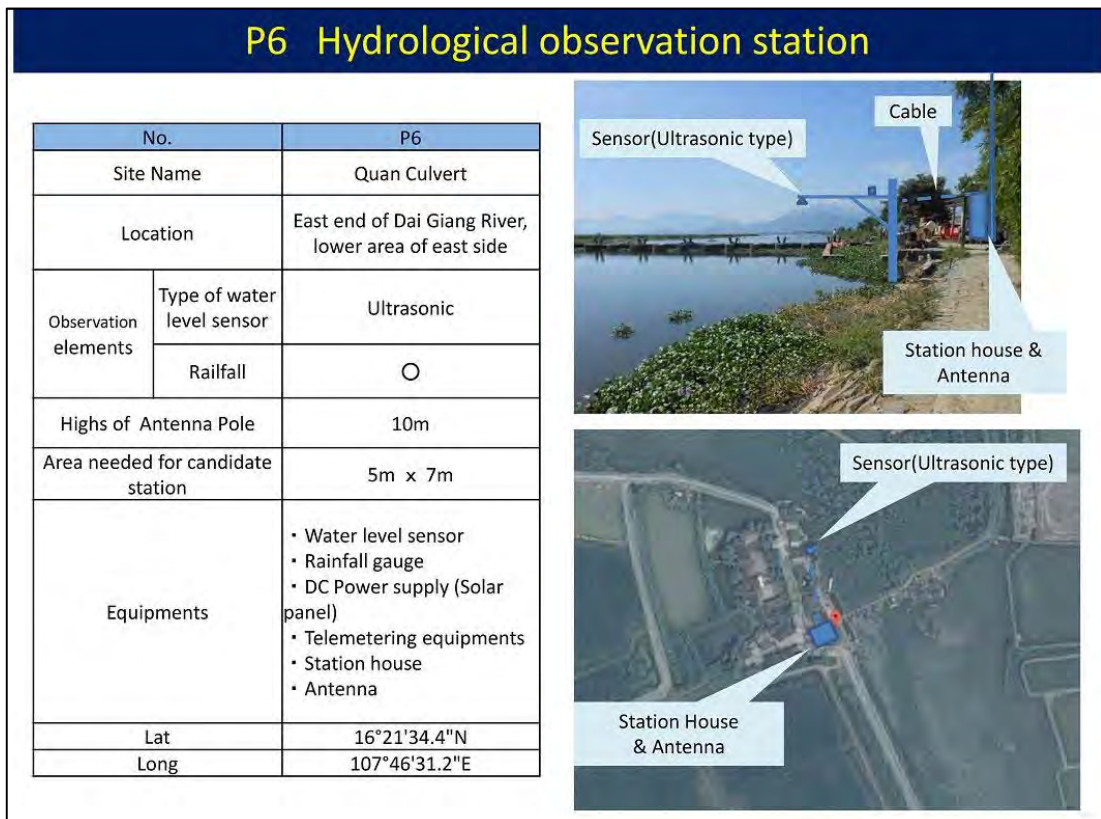 P6 Hydrological observation station
No.
P6
Site Name
Quan Culvert
Location
East end of Dai Giang River,
lower area of east side
Observation
elements
Type of water
level sensor
Ultrasonic
Railfall
○
Highs of Antenna Pole
10m
Area needed for candidate
station
5m x 7m
Equipments
・Water level sensor
・Rainfall gauge
・DC Power supply (Solar
panel)
・Telemetering equipments
・Station house
・Antenna
Lat
16°21'34.4"N
Long
107°46'31.2"E
Sensor(Ultrasonic type)
Cable
Station house &
Antenna
Sensor(Ultrasonic type)
Station House
& Antenna